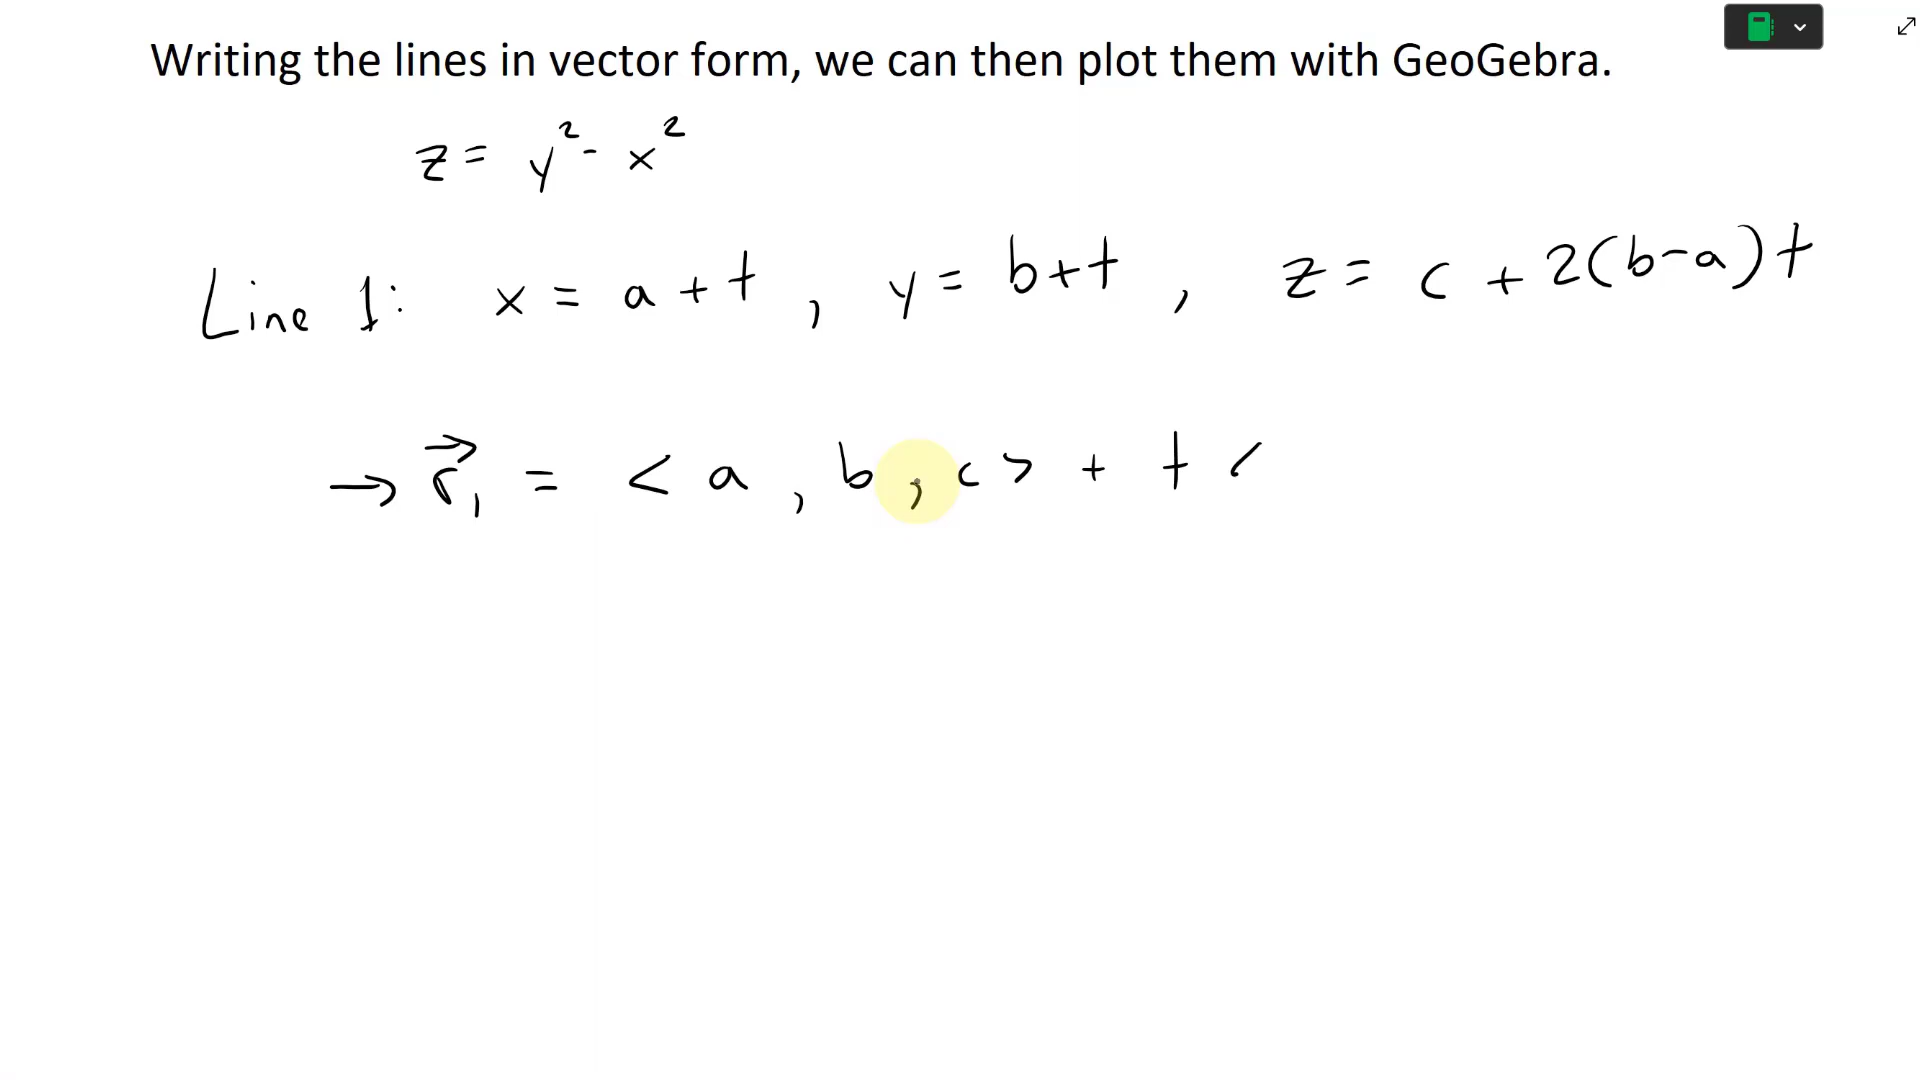 Writing the lines in vector form, we can then plot them with GeoGebra.
z = y² - x²
Line 1: x = a + t , y = b + t , z = c + 2(b-a)t
→ r⃗₁ = < a , b , c > + t <